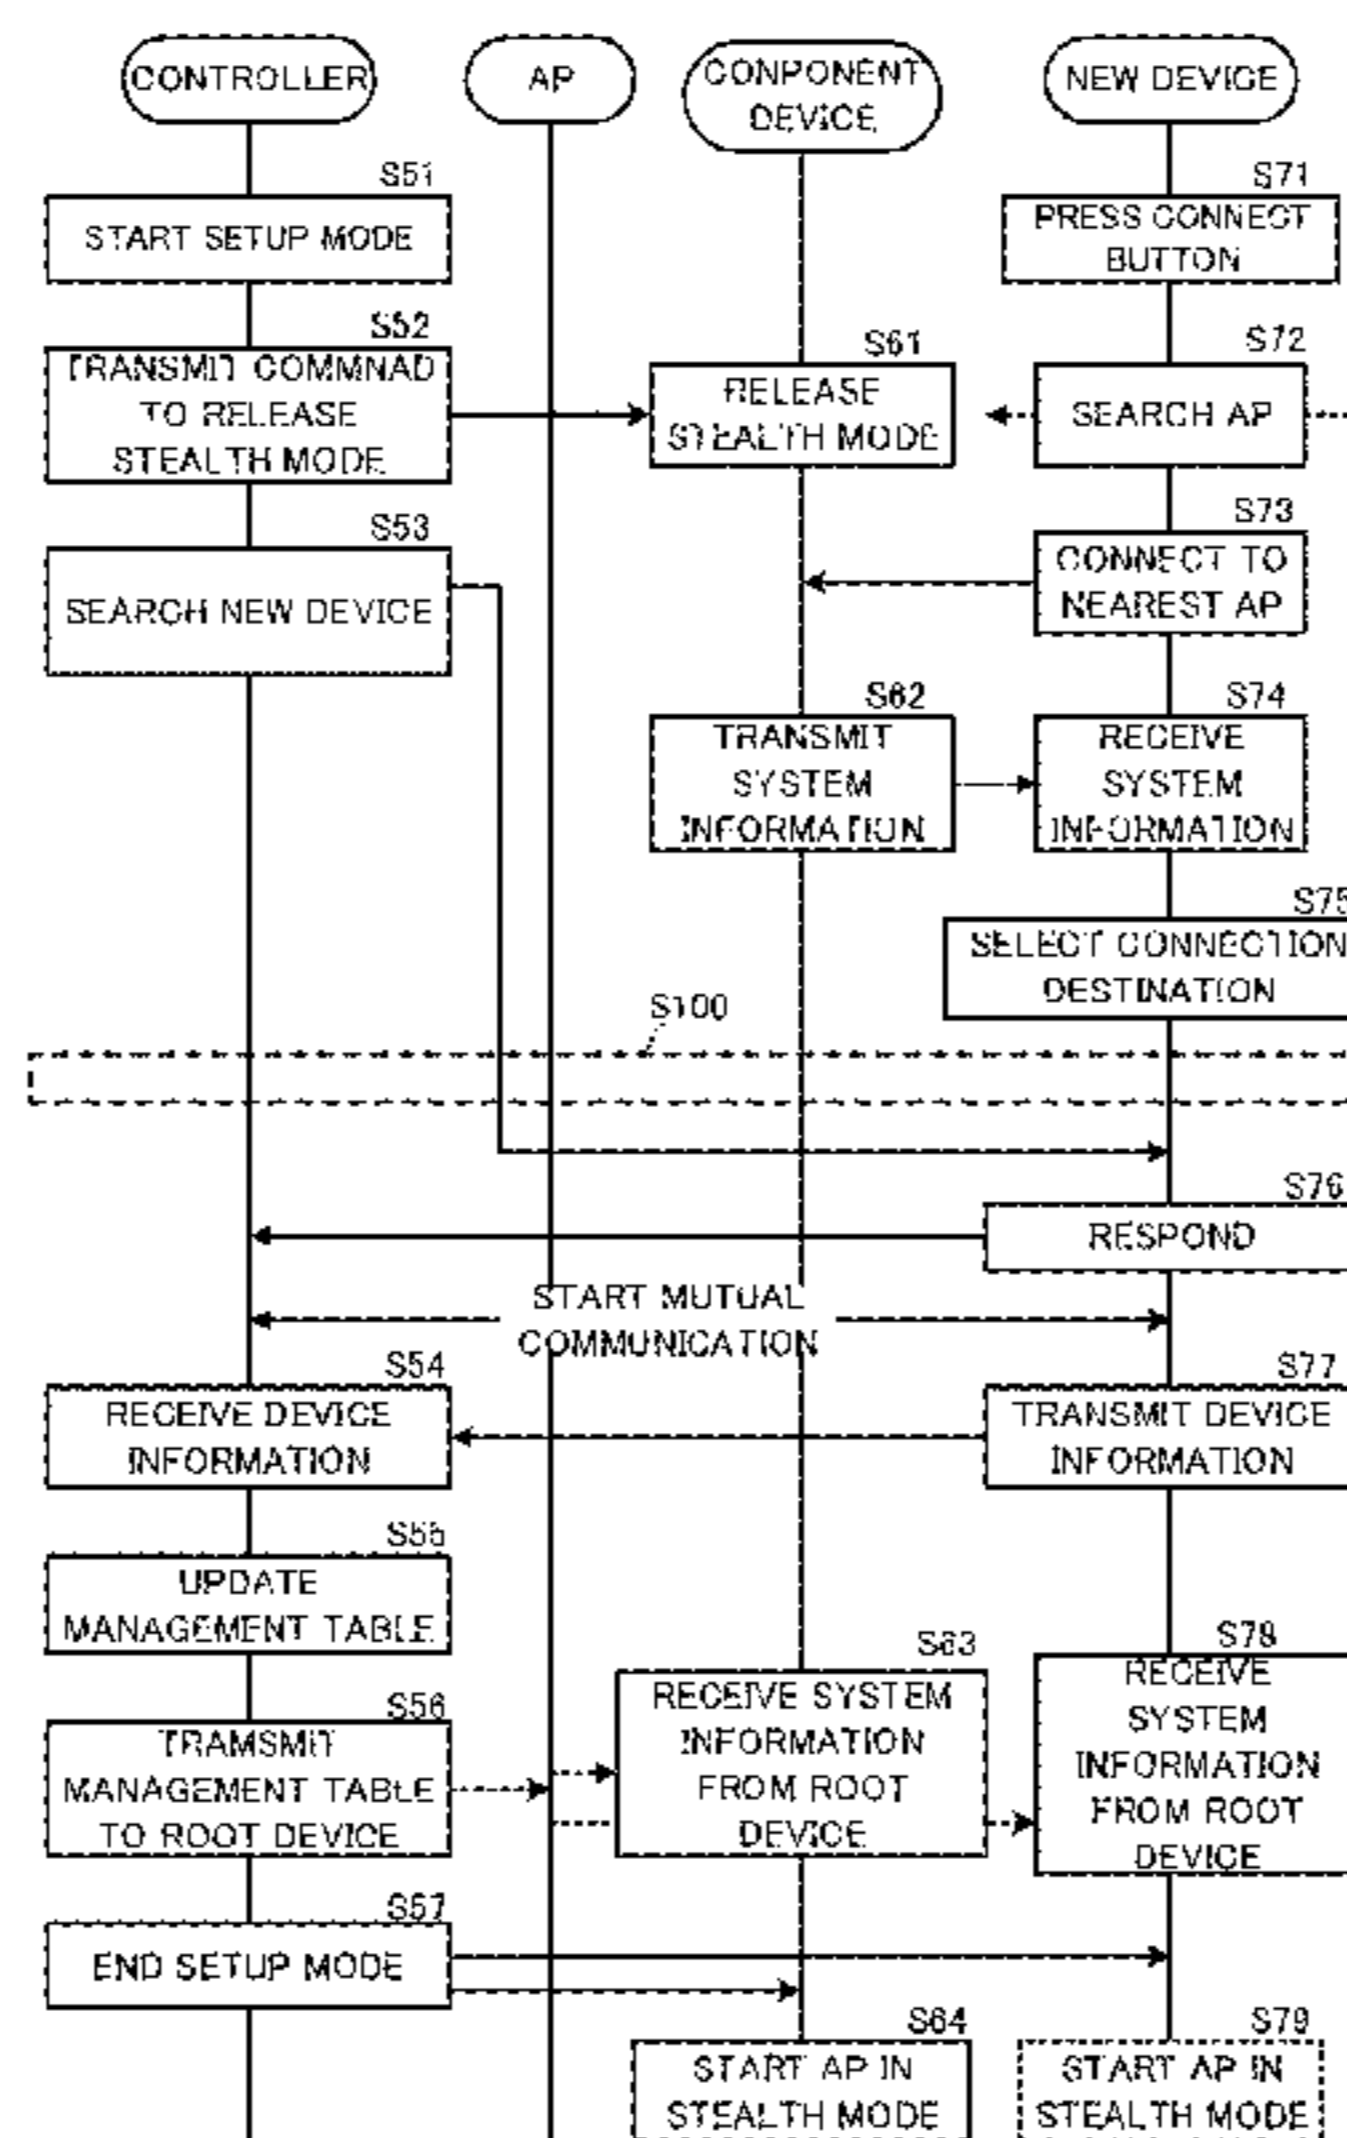 CONTROLLER
AP
CONPONENT
DEVICE
NEW DEVICE
S51
START SETUP MODE
S71
PRESS CONNECT
BUTTON
S52
TRANSMIT COMMNAD
TO RELEASE
STEALTH MODE
S61
RELEASE
STEALTH MODE
S72
SEARCH AP
S53
SEARCH NEW DEVICE
S73
CONNECT TO
NEAREST AP
S62
TRANSMIT
SYSTEM
INFORMATION
S74
RECEIVE
SYSTEM
INFORMATION
S75
SELECT CONNECTION
DESTINATION
S100
S76
RESPOND
START MUTUAL
COMMUNICATION
S54
RECEIVE DEVICE
INFORMATION
S77
TRANSMIT DEVICE
INFORMATION
S55
UPDATE
MANAGEMENT TABLE
S63
RECEIVE SYSTEM
INFORMATION
FROM ROOT
DEVICE
S78
RECEIVE
SYSTEM
INFORMATION
FROM ROOT
DEVICE
S56
TRAMSMIT
MANAGEMENT TABLE
TO ROOT DEVICE
S57
END SETUP MODE
S64
START AP IN
STEALTH MODE
S79
START AP IN
STEALTH MODE